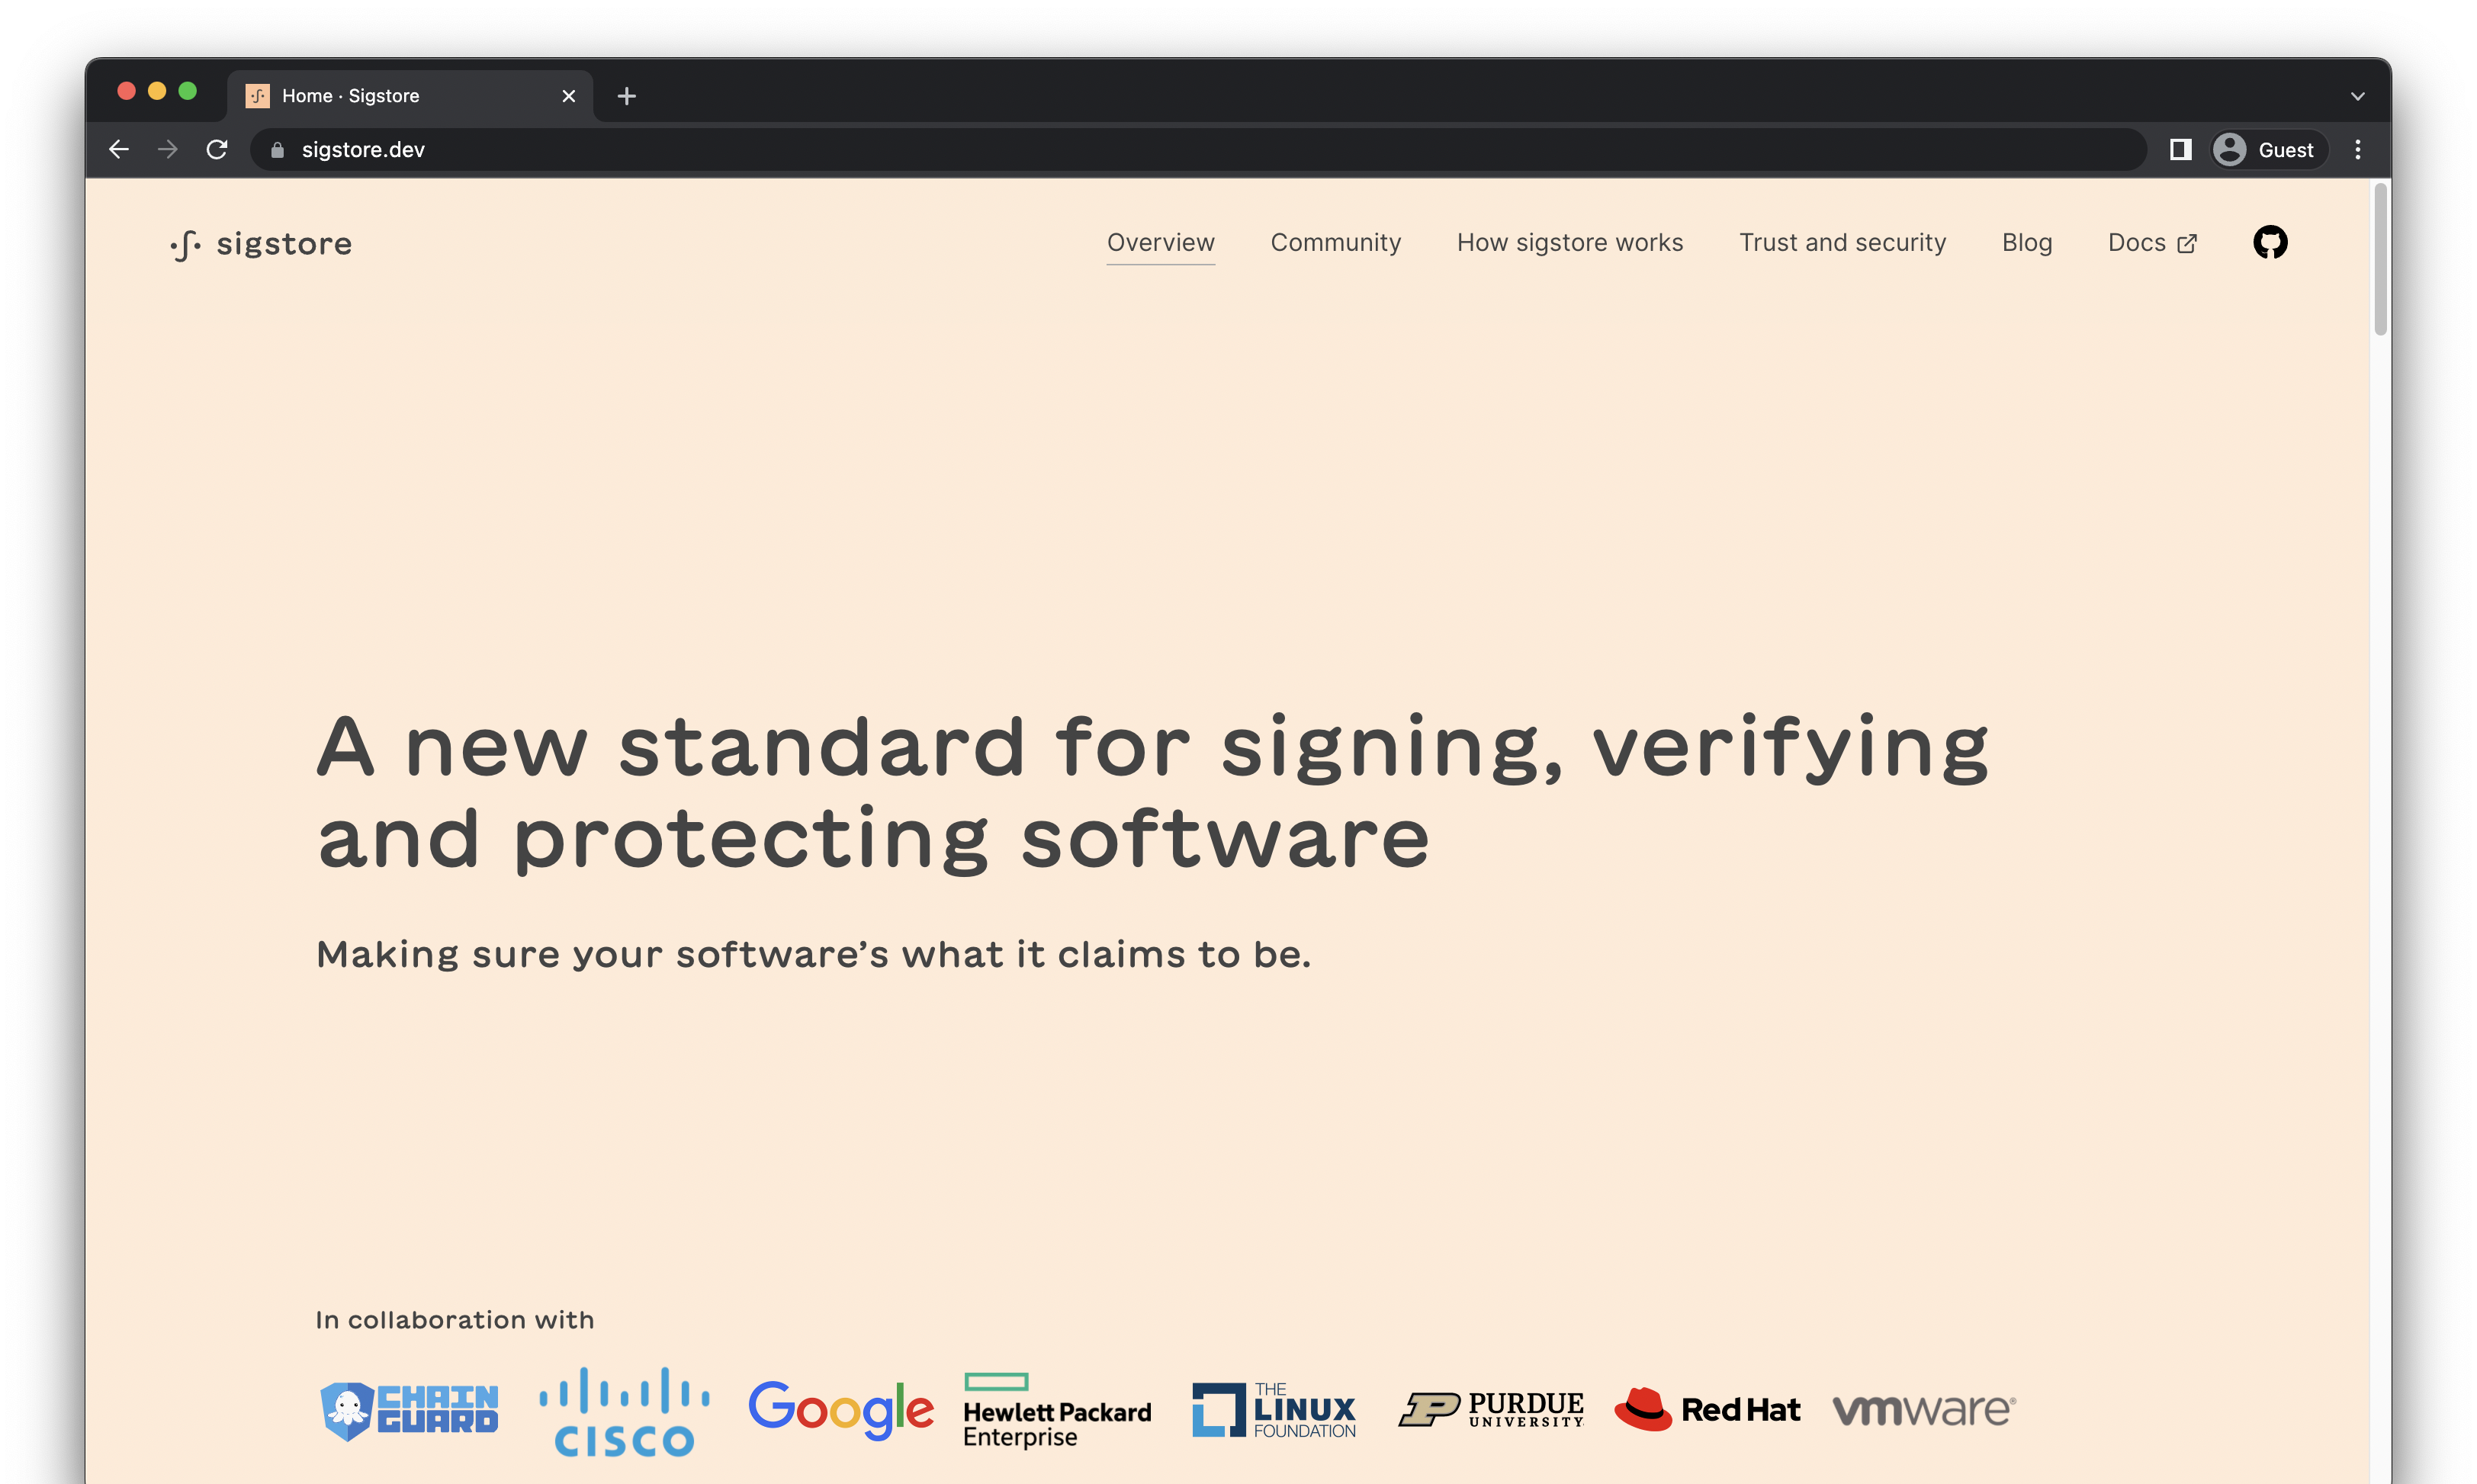 Home · Sigstore
sigstore.dev
Guest
sigstore
Overview
Community
How sigstore works
Trust and security
Blog
Docs
A new standard for signing, verifying
and protecting software
Making sure your software’s what it claims to be.
In collaboration with
CHAIN
GUARD
CISCO
Google
Hewlett Packard
Enterprise
THE
LINUX
FOUNDATION
P PURDUE
UNIVERSITY
Red Hat
vmware®